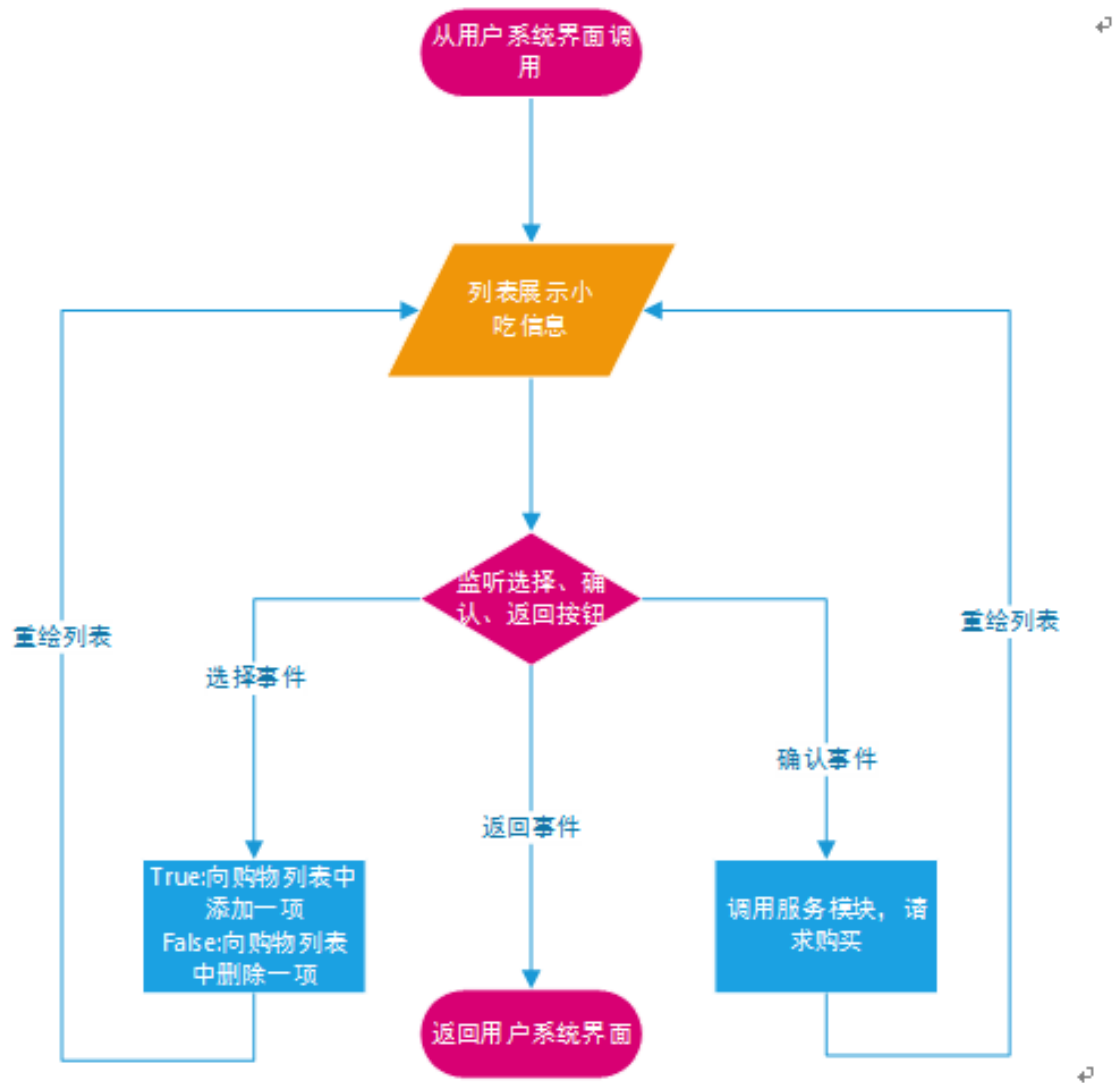 从用户系统界面调
用
列表展示小
吃信息
监听选择、确
认、返回按钮
重绘列表
重绘列表
选择事件
确认事件
返回事件
True:向购物列表中
添加一项
False:向购物列表
中删除一项
调用服务模块，请
求购买
返回用户系统界面